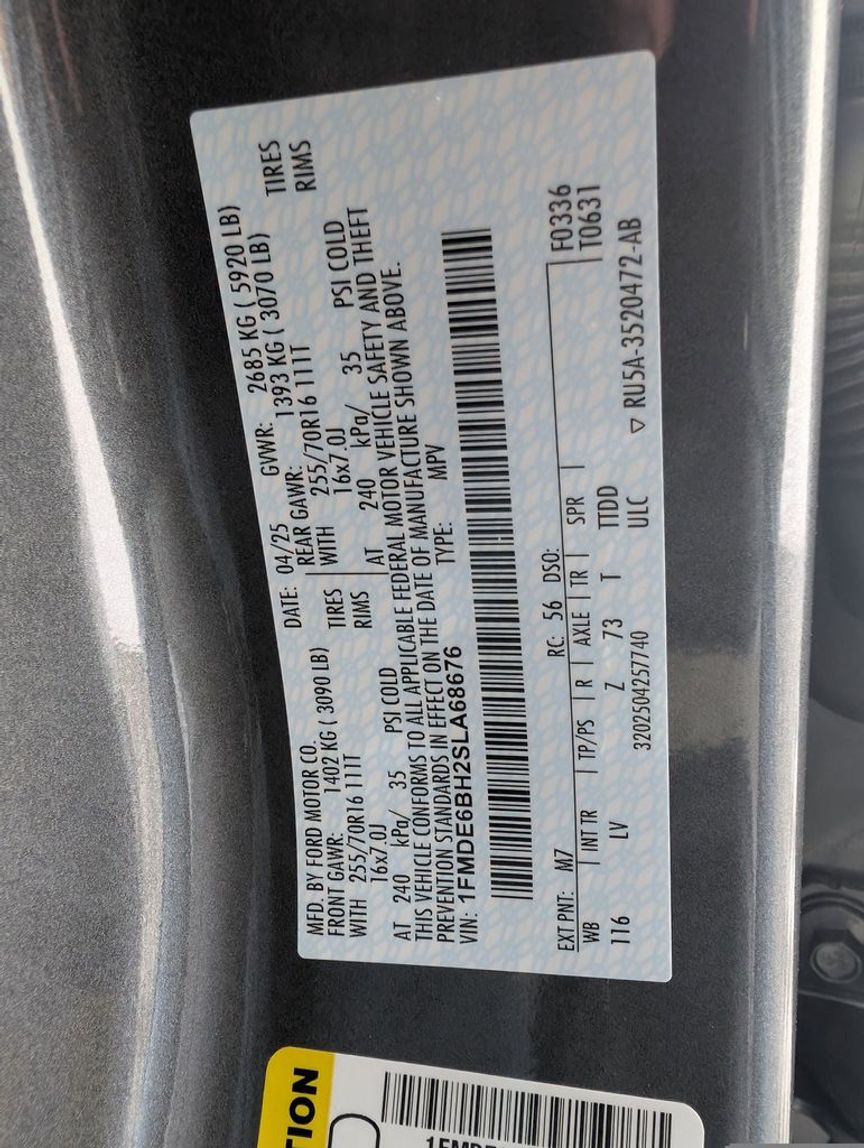 MFD. BY FORD MOTOR CO.
DATE: 04/25 GVWR: 2685 KG ( 5920 LB)
FRONT GAWR: 1402 KG ( 3090 LB) REAR GAWR: 1393 KG ( 3070 LB)
WITH 255/70R16 111T TIRES WITH 255/70R16 111T TIRES
16x7.0J RIMS 16x7.0J RIMS
AT 240 kPa/ 35 PSI COLD AT 240 kPa/ 35 PSI COLD
THIS VEHICLE CONFORMS TO ALL APPLICABLE FEDERAL MOTOR VEHICLE SAFETY AND THEFT
PREVENTION STANDARDS IN EFFECT ON THE DATE OF MANUFACTURE SHOWN ABOVE.
VIN: 1FMDE6BH2SLA68676 TYPE: MPV
EXT PNT: M7 RC: 56 DSO: F0336
WB INT TR TP/PS R AXLE TR SPR T0631
116 LV Z 73 T TTDD
3202504257740 ULC ▽ RU5A-3520472-AB